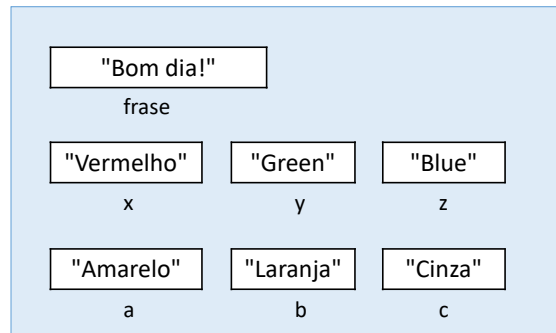 "Bom dia!"
frase
"Vermelho" "Green" "Blue"
x y z
"Amarelo" "Laranja" "Cinza"
a b c